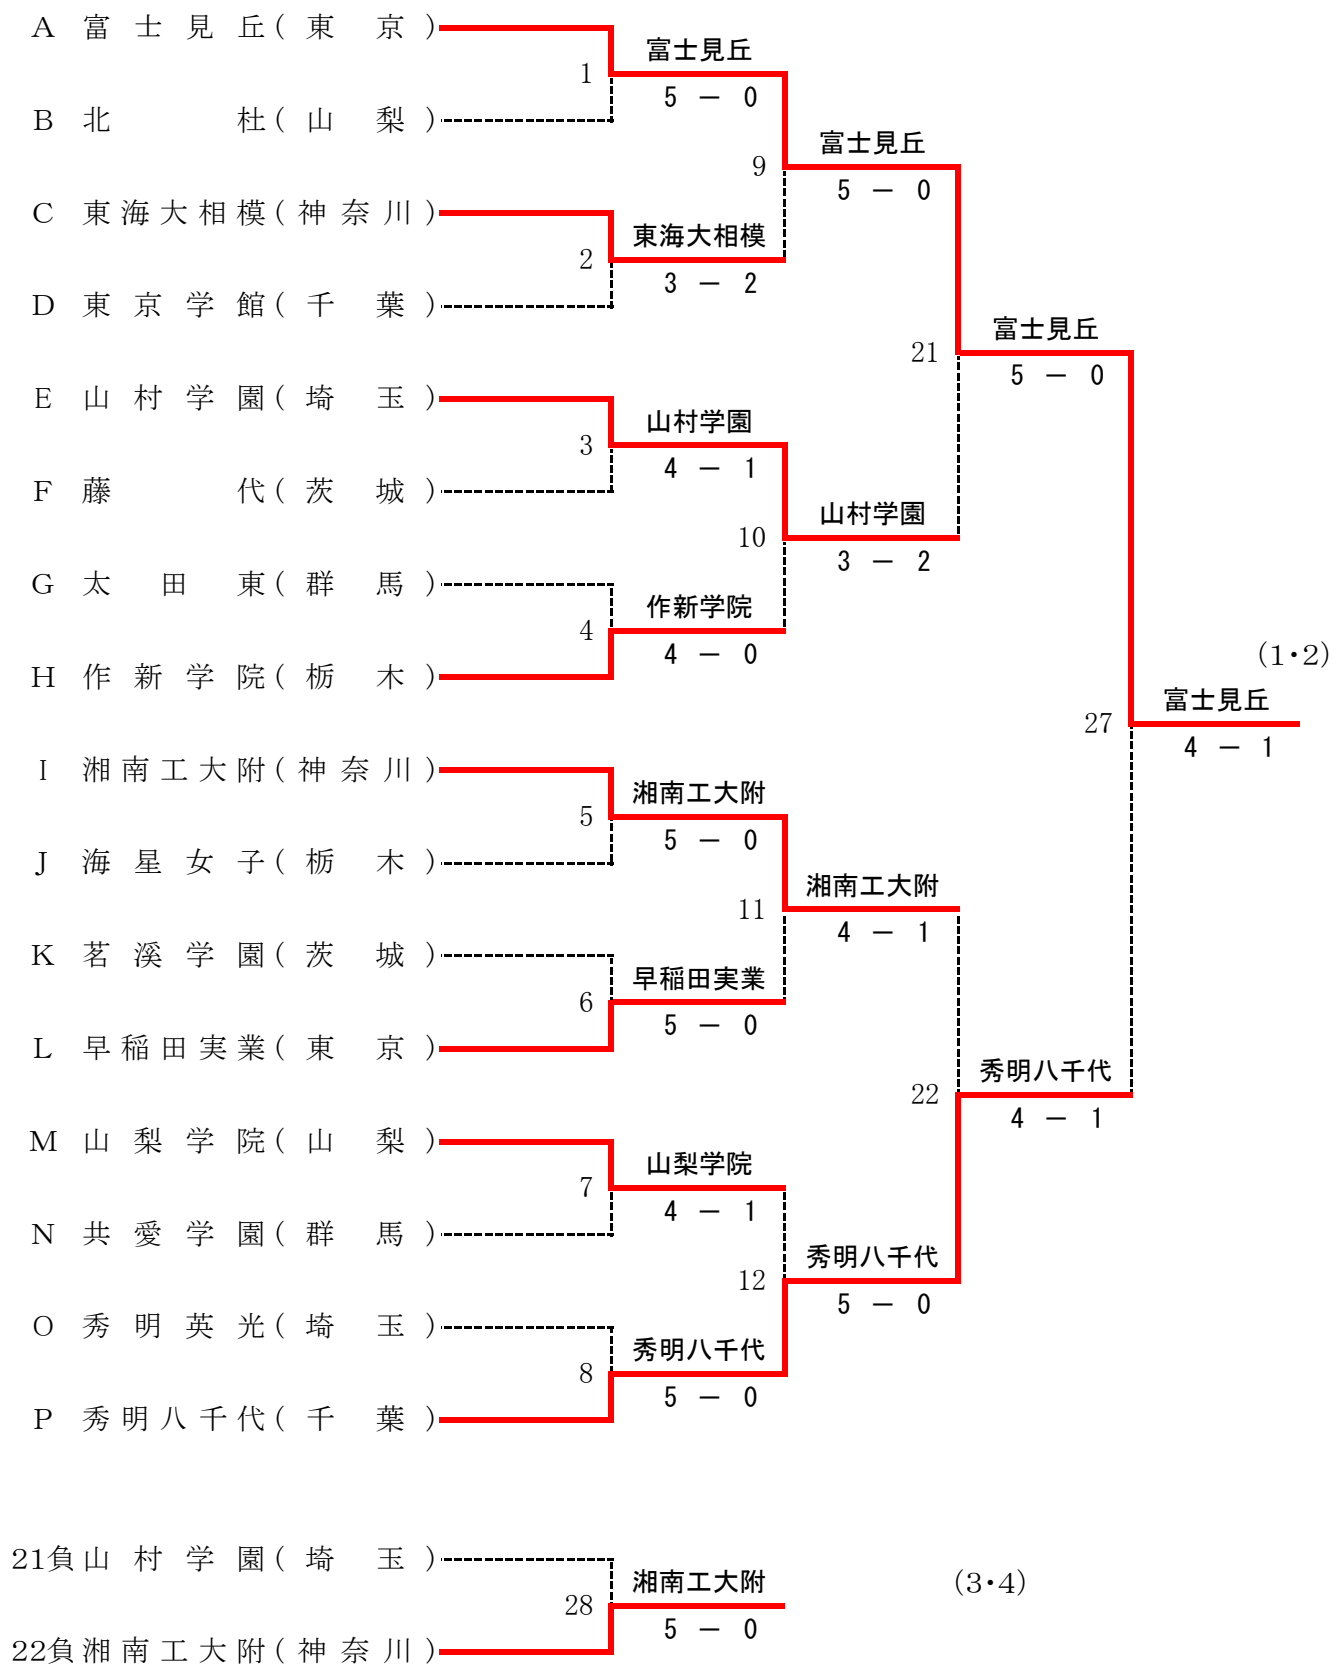 A 富士見丘(東京)
富士見丘
1
5 － 0
B 北杜(山梨)
富士見丘
9
5 － 0
C 東海大相模(神奈川)
東海大相模
2
3 － 2
D 東京学館(千葉)
富士見丘
21
5 － 0
E 山村学園(埼玉)
山村学園
3
4 － 1
F 藤代(茨城)
山村学園
10
3 － 2
G 太田東(群馬)
作新学院
4
4 － 0
H 作新学院(栃木)
(1・2)
富士見丘
27
4 － 1
I 湘南工大附(神奈川)
湘南工大附
5
5 － 0
J 海星女子(栃木)
湘南工大附
11
4 － 1
K 茗溪学園(茨城)
早稲田実業
6
5 － 0
L 早稲田実業(東京)
秀明八千代
22
4 － 1
M 山梨学院(山梨)
山梨学院
7
4 － 1
N 共愛学園(群馬)
秀明八千代
12
5 － 0
O 秀明英光(埼玉)
秀明八千代
8
5 － 0
P 秀明八千代(千葉)
21負 山村学園(埼玉)
湘南工大附
(3・4)
28
5 － 0
22負 湘南工大附(神奈川)